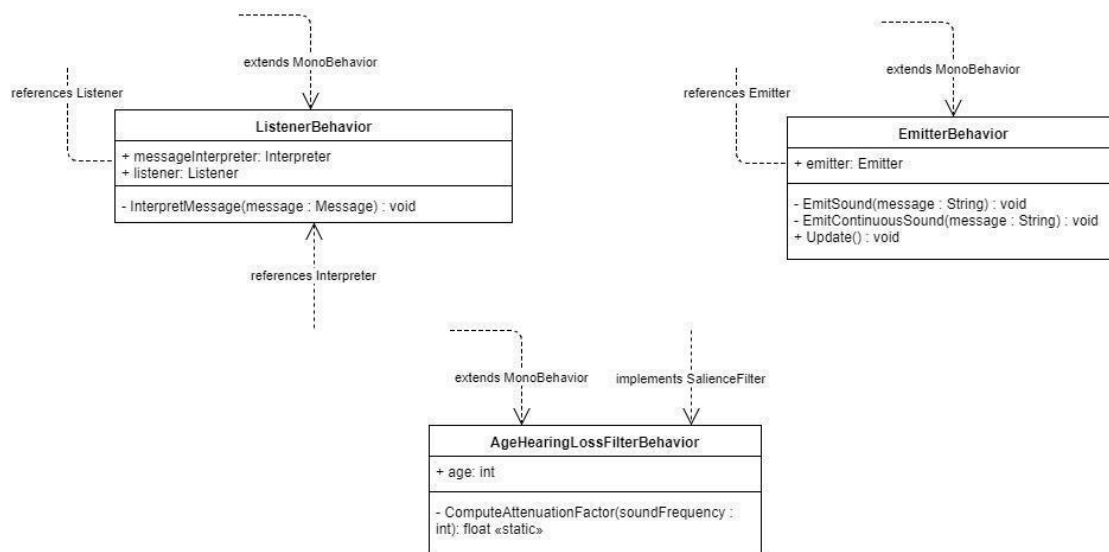 extends MonoBehavior
references Listener
ListenerBehavior
+ messageInterpreter: Interpreter
+ listener: Listener
- InterpretMessage(message : Message) : void
references Interpreter
extends MonoBehavior
references Emitter
EmitterBehavior
+ emitter: Emitter
- EmitSound(message : String) : void
- EmitContinuousSound(message : String) : void
+ Update() : void
extends MonoBehavior
implements SalienceFilter
AgeHearingLossFilterBehavior
+ age: int
- ComputeAttenuationFactor(soundFrequency :
int): float «static»